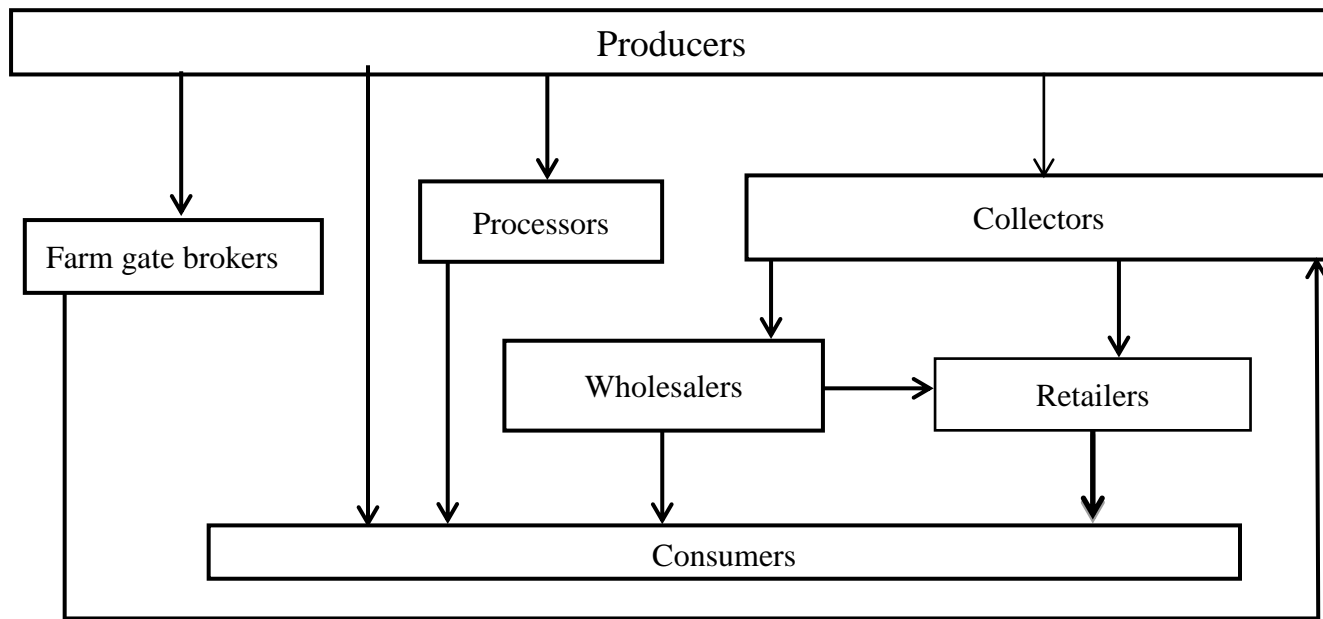 Producers
Processors
Collectors
Farm gate brokers
Wholesalers
Retailers
Consumers